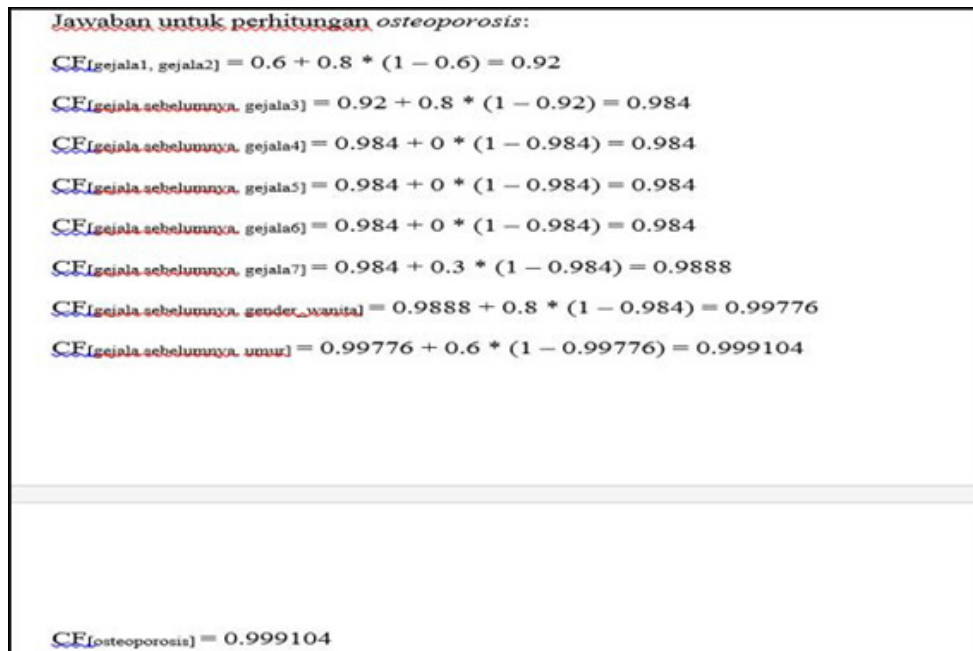 Jawaban untuk perhitungan osteoporosis:
CF[gejala1, gejala2] = 0.6 + 0.8 * (1 – 0.6) = 0.92
CF[gejala sebelumnya, gejala3] = 0.92 + 0.8 * (1 – 0.92) = 0.984
CF[gejala sebelumnya, gejala4] = 0.984 + 0 * (1 – 0.984) = 0.984
CF[gejala sebelumnya, gejala5] = 0.984 + 0 * (1 – 0.984) = 0.984
CF[gejala sebelumnya, gejala6] = 0.984 + 0 * (1 – 0.984) = 0.984
CF[gejala sebelumnya, gejala7] = 0.984 + 0.3 * (1 – 0.984) = 0.9888
CF[gejala sebelumnya, gender_wanita] = 0.9888 + 0.8 * (1 – 0.984) = 0.99776
CF[gejala sebelumnya, umur] = 0.99776 + 0.6 * (1 – 0.99776) = 0.999104
CF[osteoporosis] = 0.999104